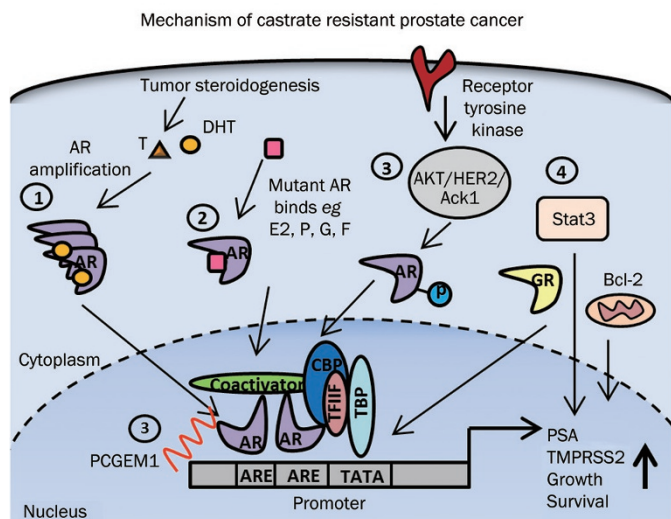 Mechanism of castrate resistant prostate cancer
Tumor steroidogenesis
Receptor
tyrosine
kinase
T
DHT
AR
amplification
1
AR
2
Mutant AR
binds eg
E2, P, G, F
AR
3
AKT/HER2/
Ack1
AR
p
4
Stat3
GR
Bcl-2
Cytoplasm
3
PCGEM1
Coactivator
CBP
TFIIF
TBP
AR
AR
ARE
ARE
TATA
Promoter
PSA
TMPRSS2
Growth
Survival
Nucleus